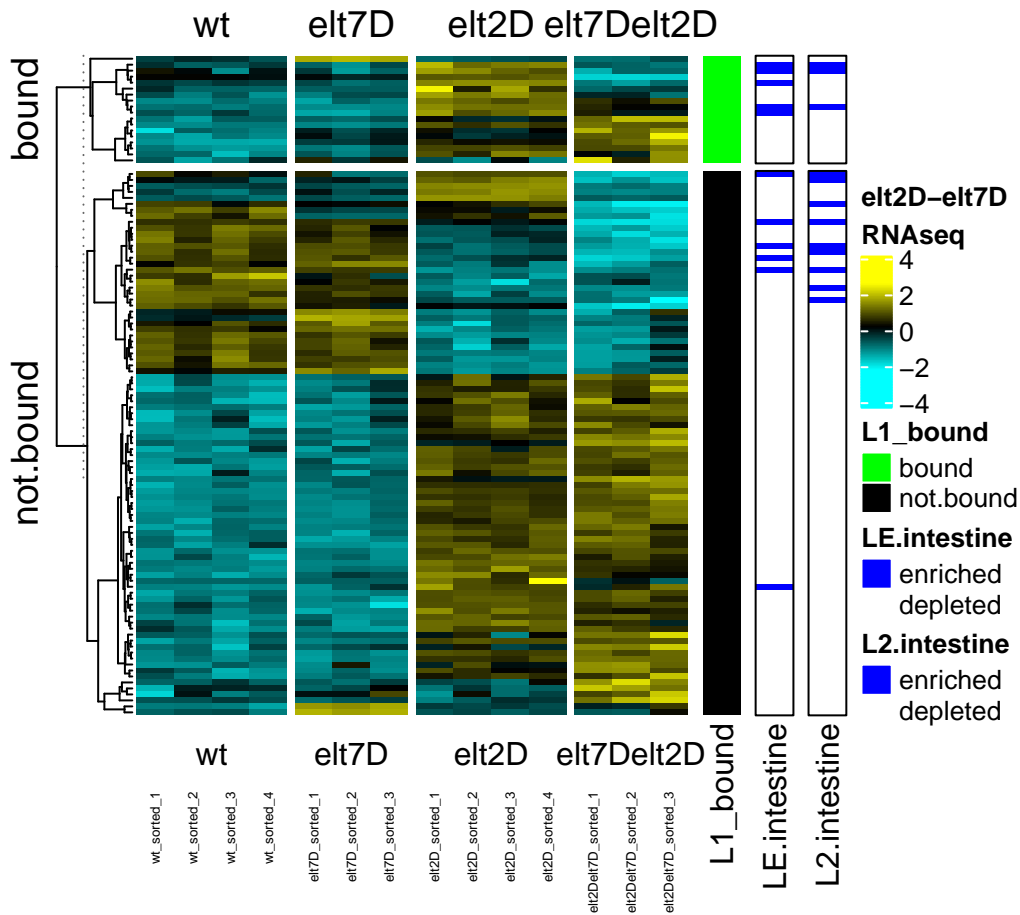 wt elt7D elt2D elt7Delt2D
bound
not.bound
elt2D−elt7D
RNAseq
4
2
0
−2
−4
L1_bound
bound
not.bound
LE.intestine
enriched
depleted
L2.intestine
enriched
depleted
wt elt7D elt2D elt7Delt2D
wt_sorted_1
wt_sorted_2
wt_sorted_3
wt_sorted_4
elt7D_sorted_1
elt7D_sorted_2
elt7D_sorted_3
elt2D_sorted_1
elt2D_sorted_2
elt2D_sorted_3
elt2D_sorted_4
elt2Delt7D_sorted_1
elt2Delt7D_sorted_2
elt2Delt7D_sorted_3
L1_bound
LE.intestine
L2.intestine